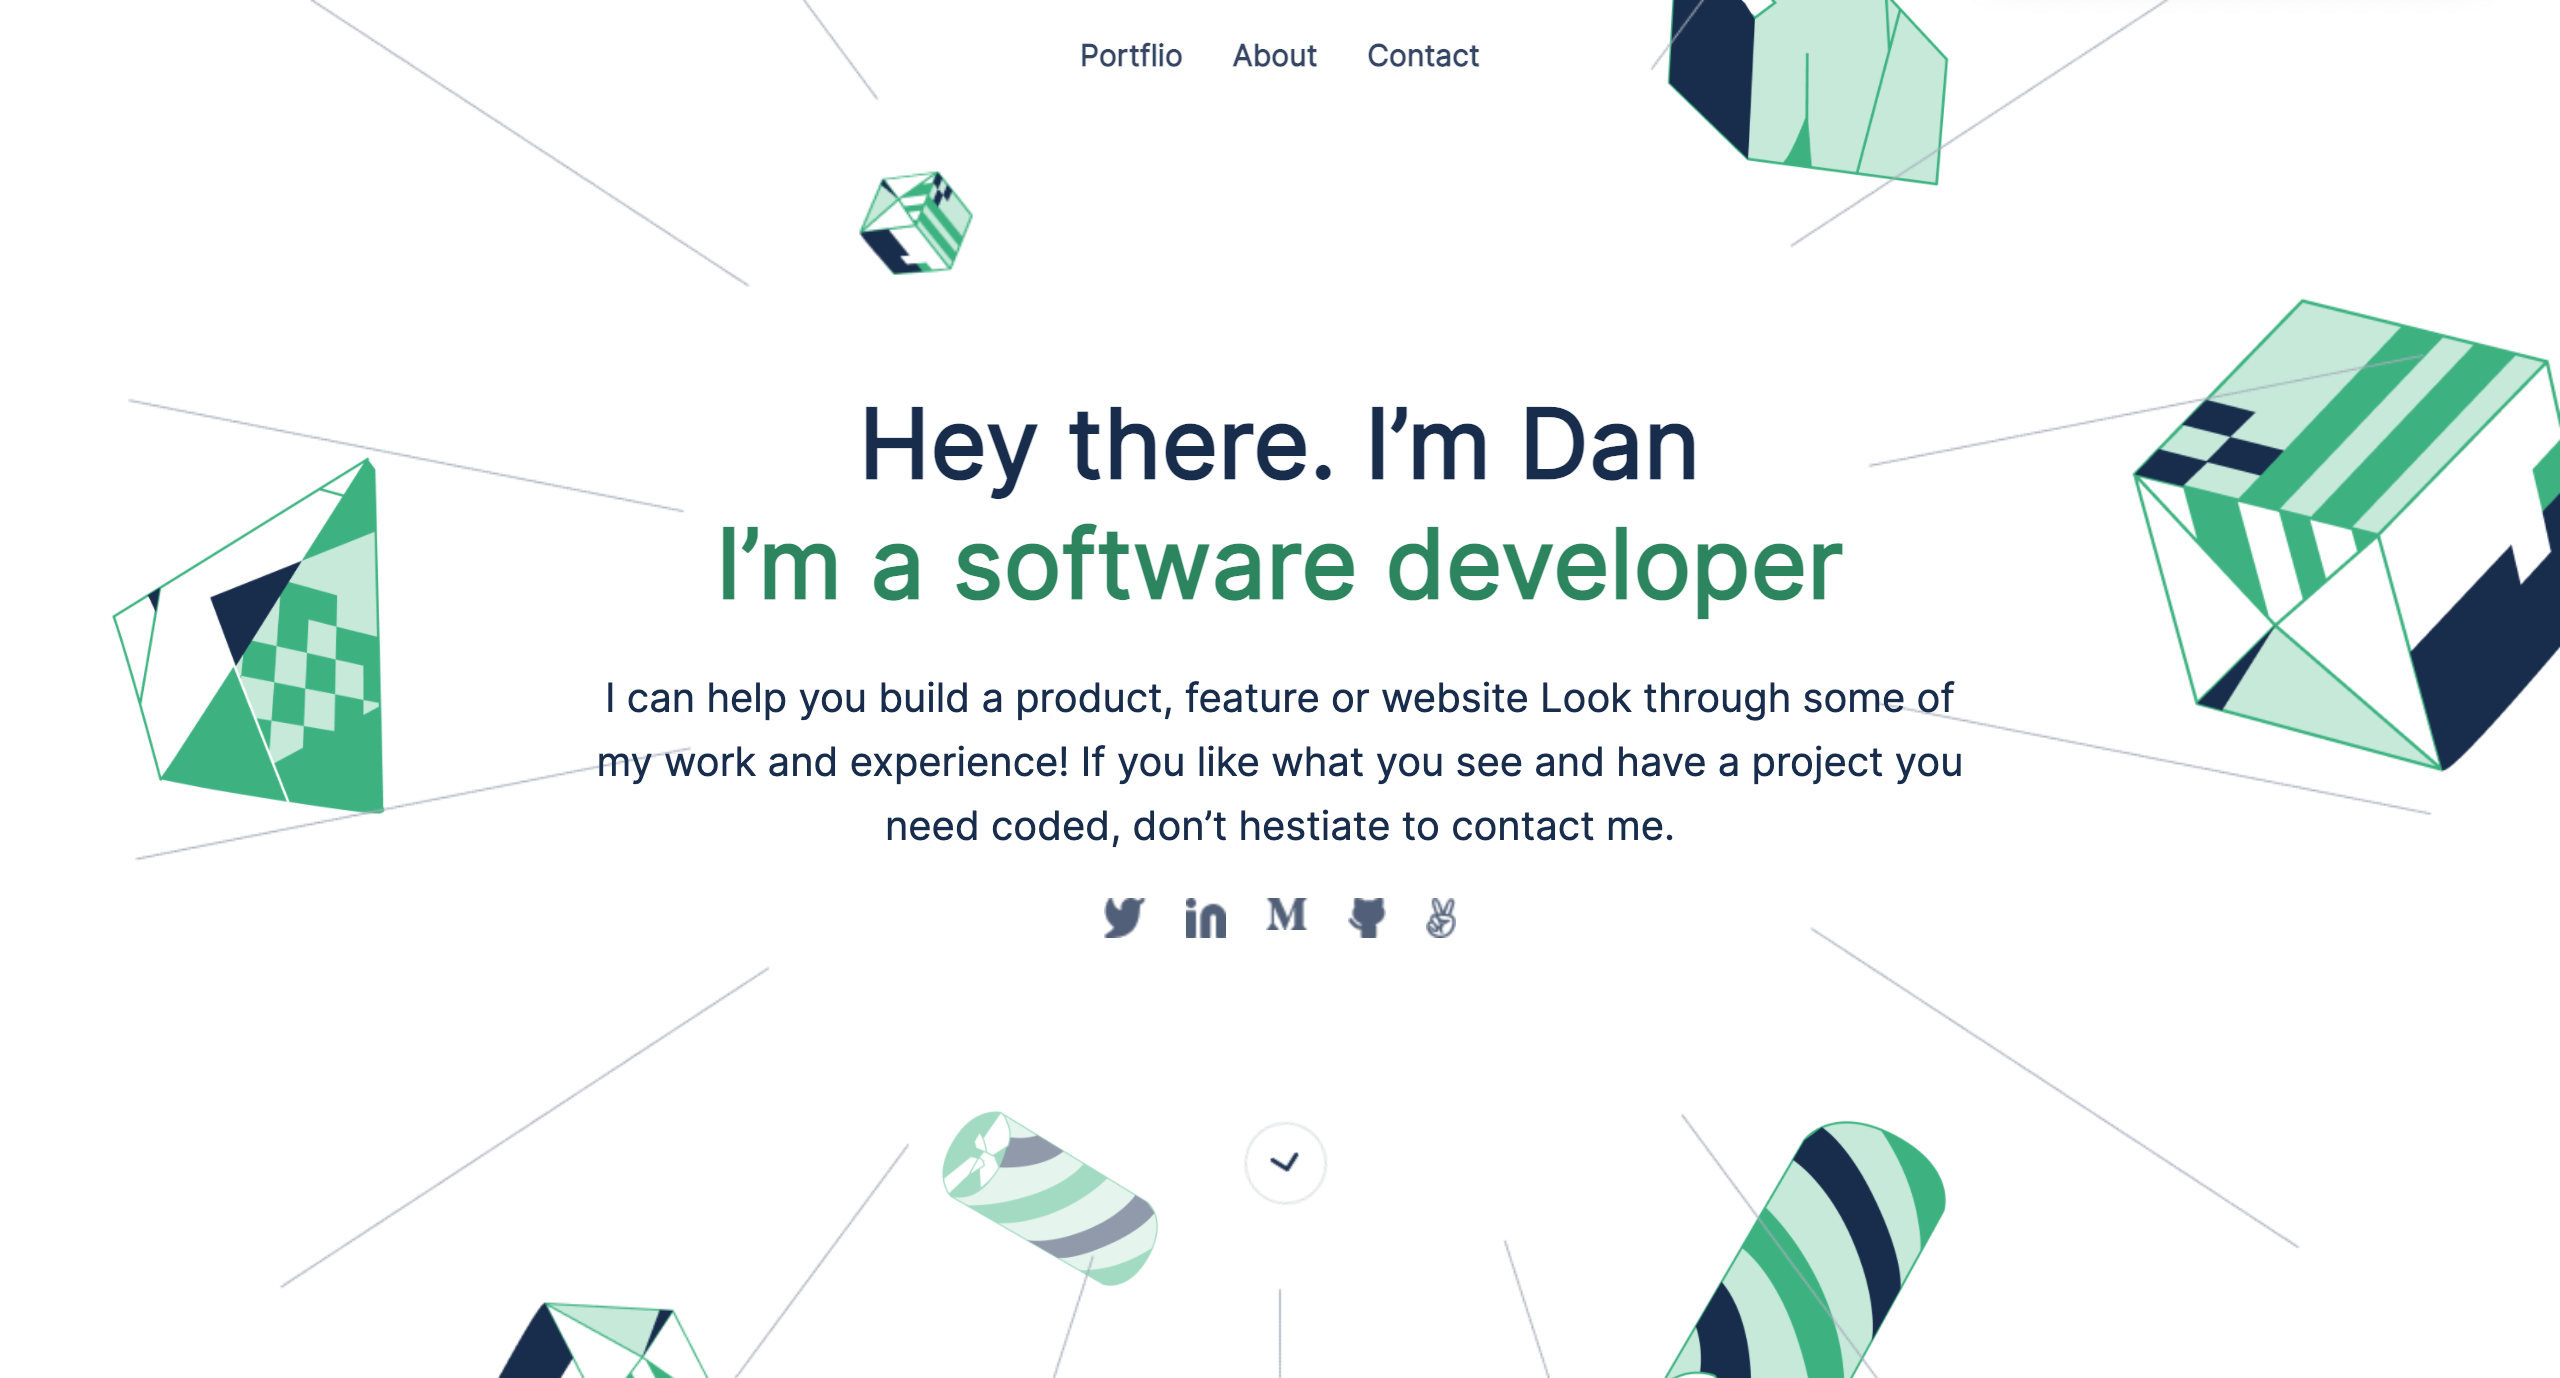 Portflio About Contact
Hey there. I’m Dan
I’m a software developer
I can help you build a product, feature or website Look through some of
my work and experience! If you like what you see and have a project you
need coded, don’t hestiate to contact me.